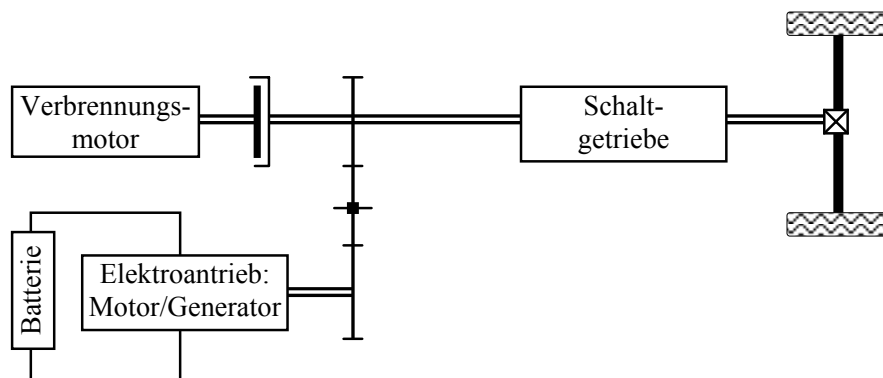 Verbrennungs-
motor
Schalt-
getriebe
Batterie
Elektroantrieb:
Motor/Generator